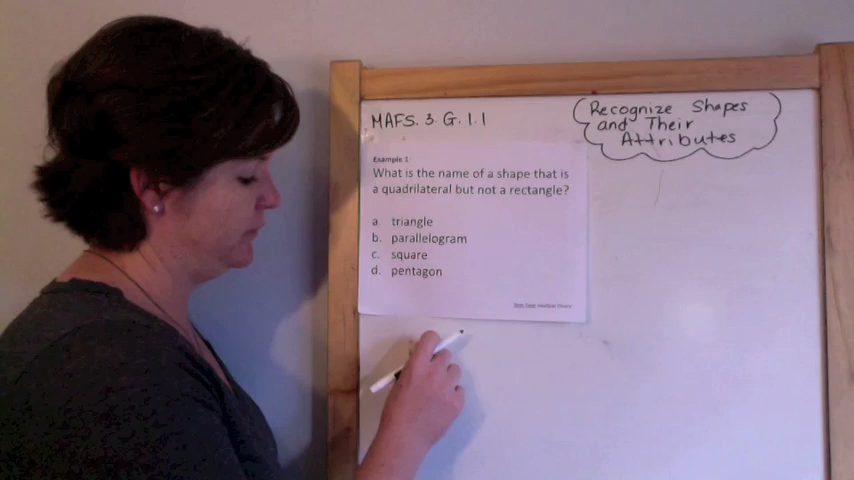 MAFS. 3. G. 1. 1
Recognize Shapes
and Their
Attributes
Example 1
What is the name of a shape that is
a quadrilateral but not a rectangle?
a. triangle
b. parallelogram
c. square
d. pentagon